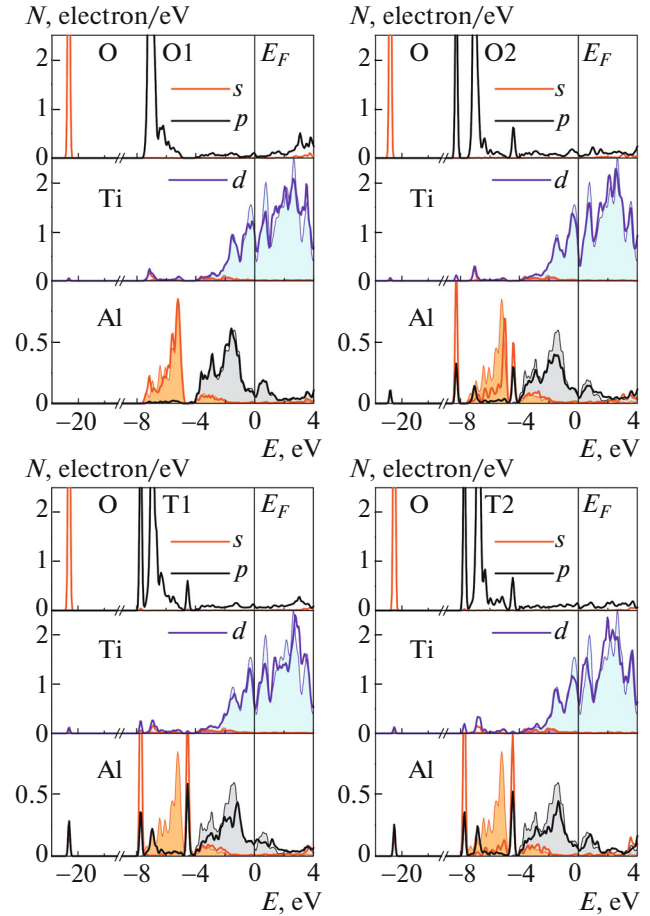 N, electron/eV N, electron/eV
2 O O1 E_F 2 O O2 E_F
s s
1 p 1 p
0 0
2 d 2 d
Ti Ti
1 1
0 0
Al Al
0.5 0.5
0 0
−20 −8 −4 0 4 −20 −8 −4 0 4
E, eV E, eV
N, electron/eV N, electron/eV
2 O T1 E_F 2 O T2 E_F
s s
1 p 1 p
0 0
2 d 2 d
Ti Ti
1 1
0 0
Al Al
0.5 0.5
0 0
−20 −8 −4 0 4 −20 −8 −4 0 4
E, eV E, eV